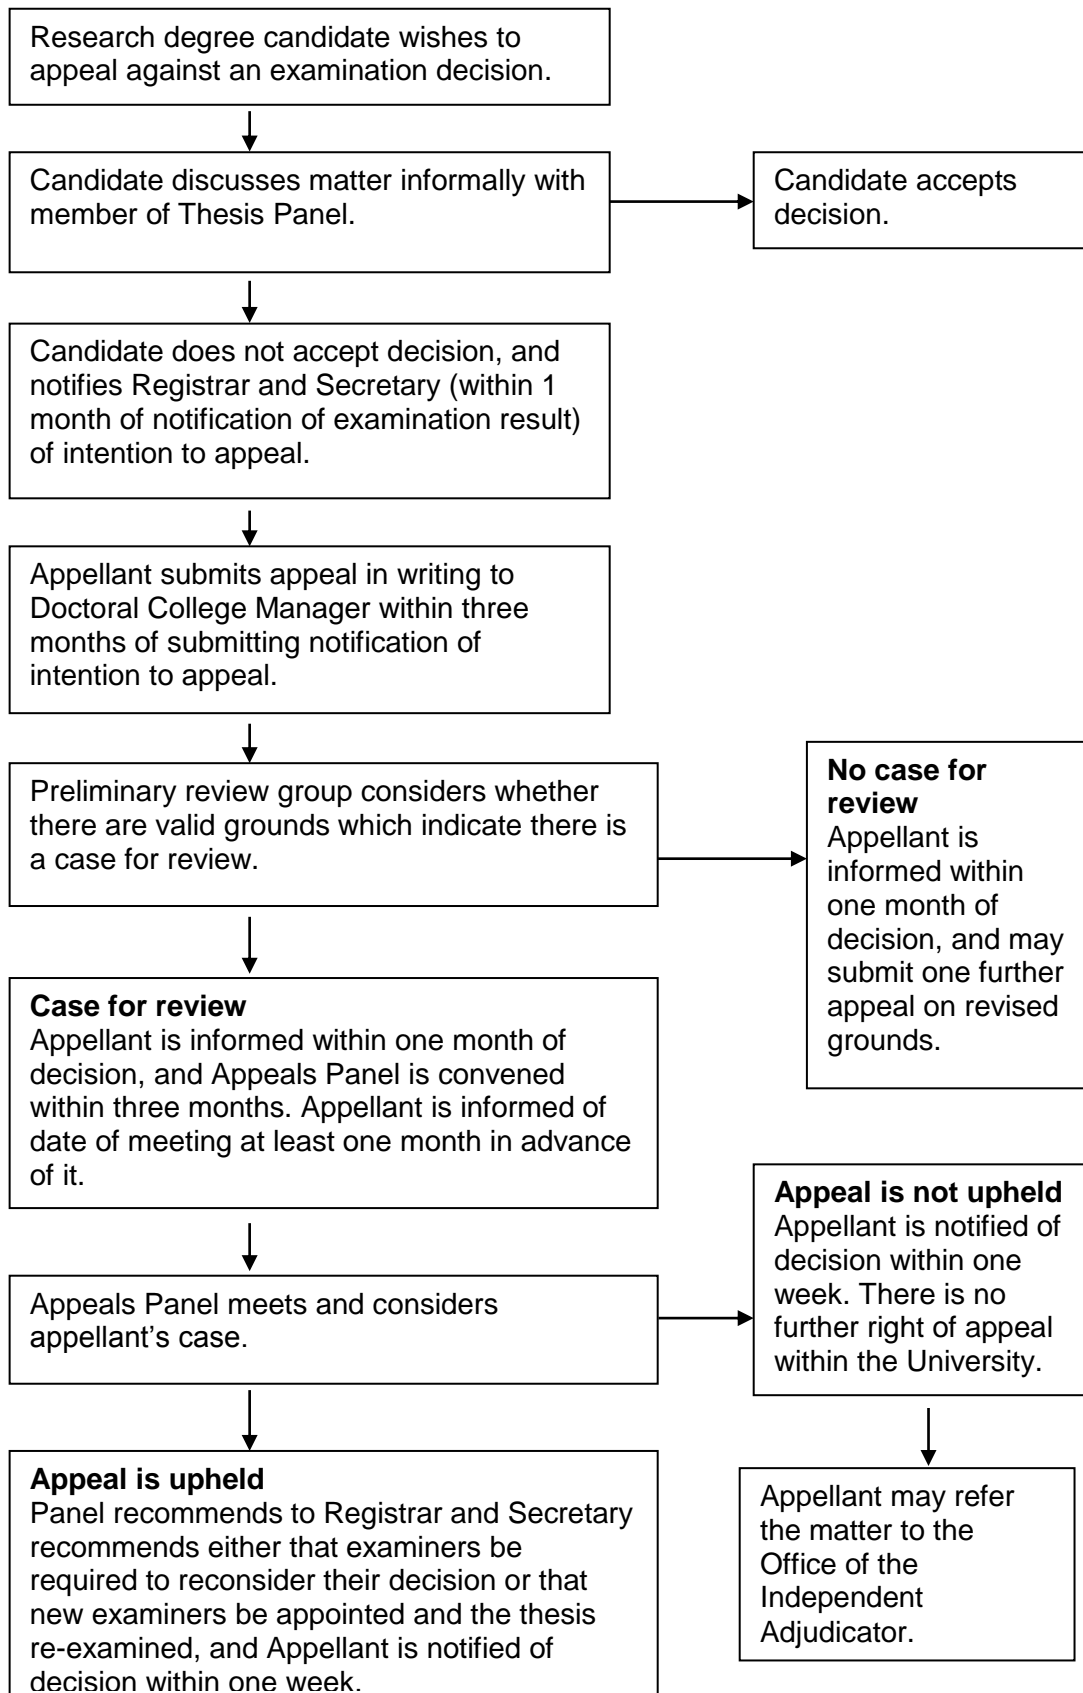 Research degree candidate wishes to
appeal against an examination decision.
Candidate discusses matter informally with
member of Thesis Panel.
Candidate accepts
decision.
Candidate does not accept decision, and
notifies Registrar and Secretary (within 1
month of notification of examination result)
of intention to appeal.
Appellant submits appeal in writing to
Doctoral College Manager within three
months of submitting notification of
intention to appeal.
Preliminary review group considers whether
there are valid grounds which indicate there is
a case for review.
No case for
review
Appellant is
informed within
one month of
decision, and may
submit one further
appeal on revised
grounds.
Case for review
Appellant is informed within one month of
decision, and Appeals Panel is convened
within three months. Appellant is informed of
date of meeting at least one month in advance
of it.
Appeals Panel meets and considers
appellant’s case.
Appeal is not upheld
Appellant is notified of
decision within one
week. There is no
further right of appeal
within the University.
Appeal is upheld
Panel recommends to Registrar and Secretary
recommends either that examiners be
required to reconsider their decision or that
new examiners be appointed and the thesis
re-examined, and Appellant is notified of
decision within one week.
Appellant may refer
the matter to the
Office of the
Independent
Adjudicator.